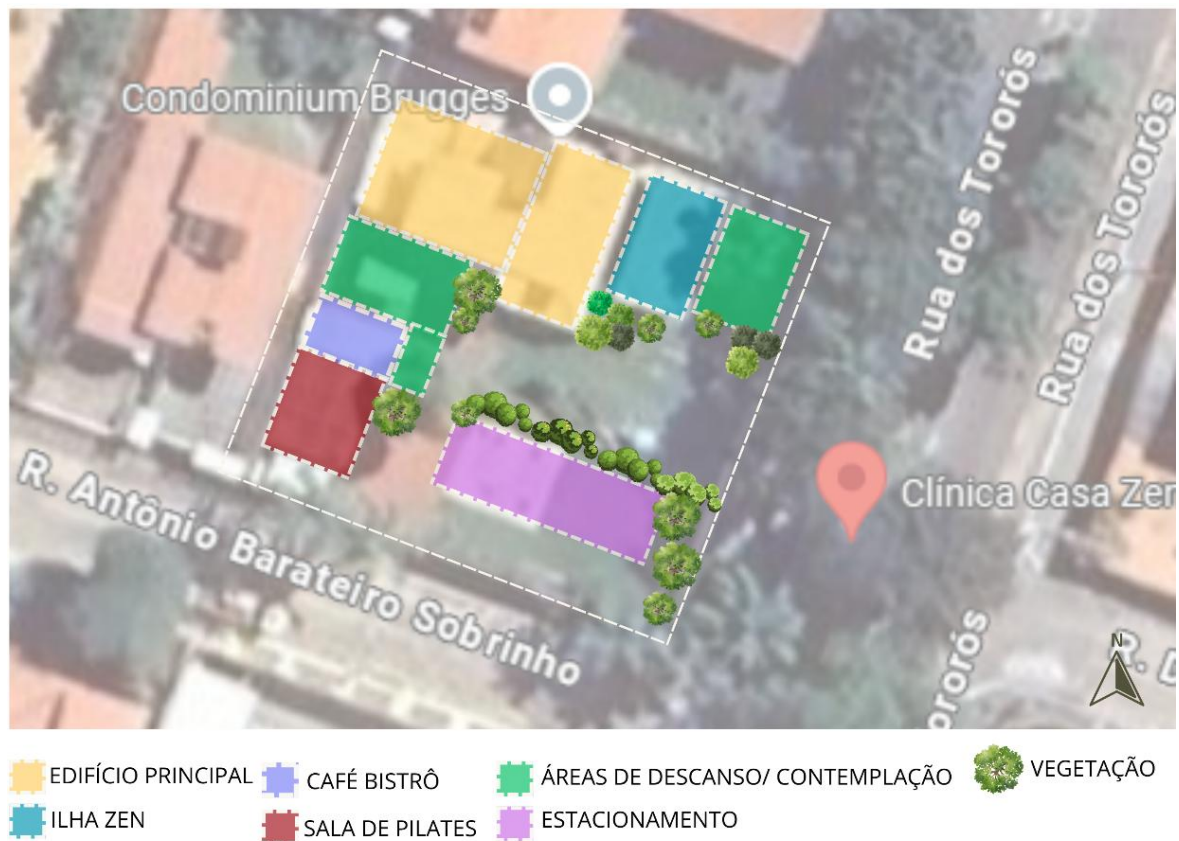 Condominium Brugges
Rua dos Tororós
Rua dos Tororós
Clínica Casa Zen
R. Antônio Barateiro Sobrinho
N
R. D
ororós
EDIFÍCIO PRINCIPAL
CAFÉ BISTRÔ
ÁREAS DE DESCANSO/ CONTEMPLAÇÃO
VEGETAÇÃO
ILHA ZEN
SALA DE PILATES
ESTACIONAMENTO